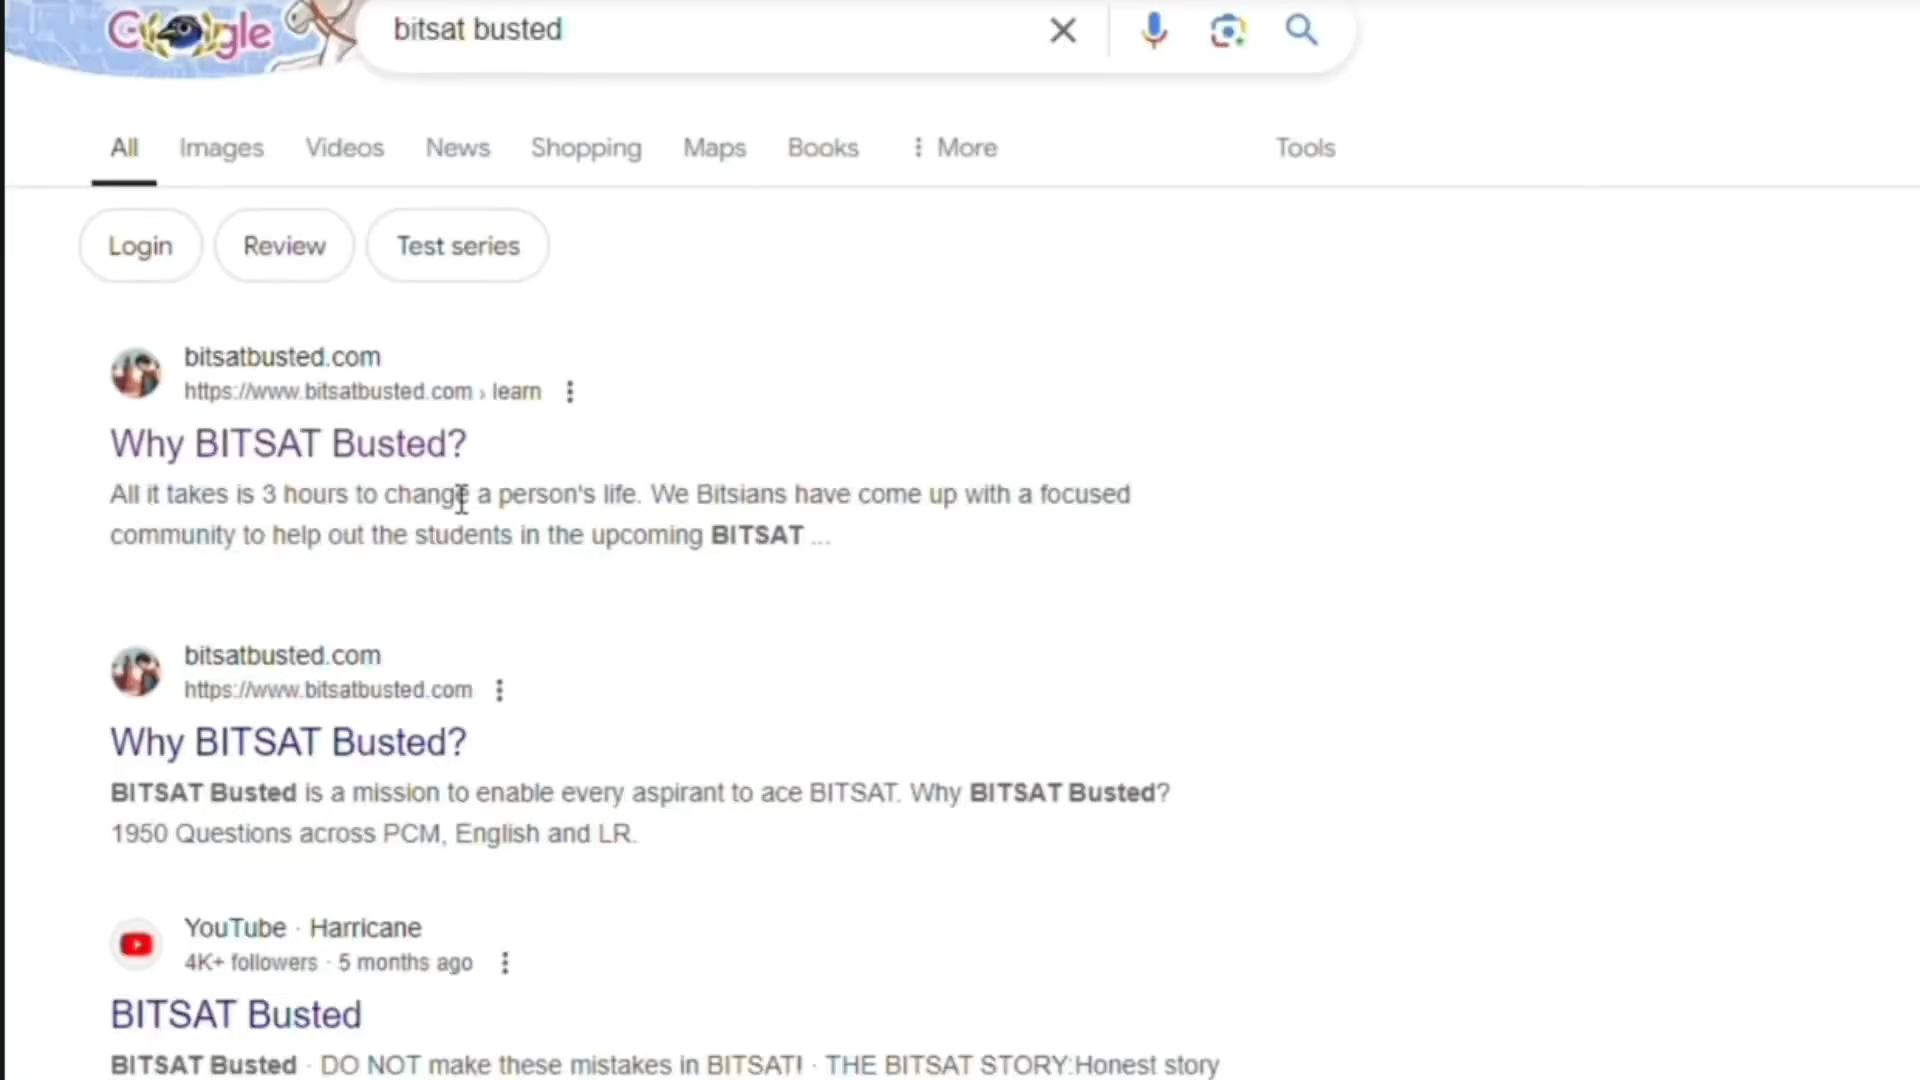 Google
bitsat busted
All Images Videos News Shopping Maps Books More Tools
Login Review Test series
bitsatbusted.com
https://www.bitsatbusted.com › learn
Why BITSAT Busted?
All it takes is 3 hours to change a person's life. We Bitsians have come up with a focused
community to help out the students in the upcoming BITSAT ...
bitsatbusted.com
https://www.bitsatbusted.com
Why BITSAT Busted?
BITSAT Busted is a mission to enable every aspirant to ace BITSAT. Why BITSAT Busted?
1950 Questions across PCM, English and LR.
YouTube · Harricane
4K+ followers · 5 months ago
BITSAT Busted
BITSAT Busted · DO NOT make these mistakes in BITSAT! · THE BITSAT STORY:Honest story